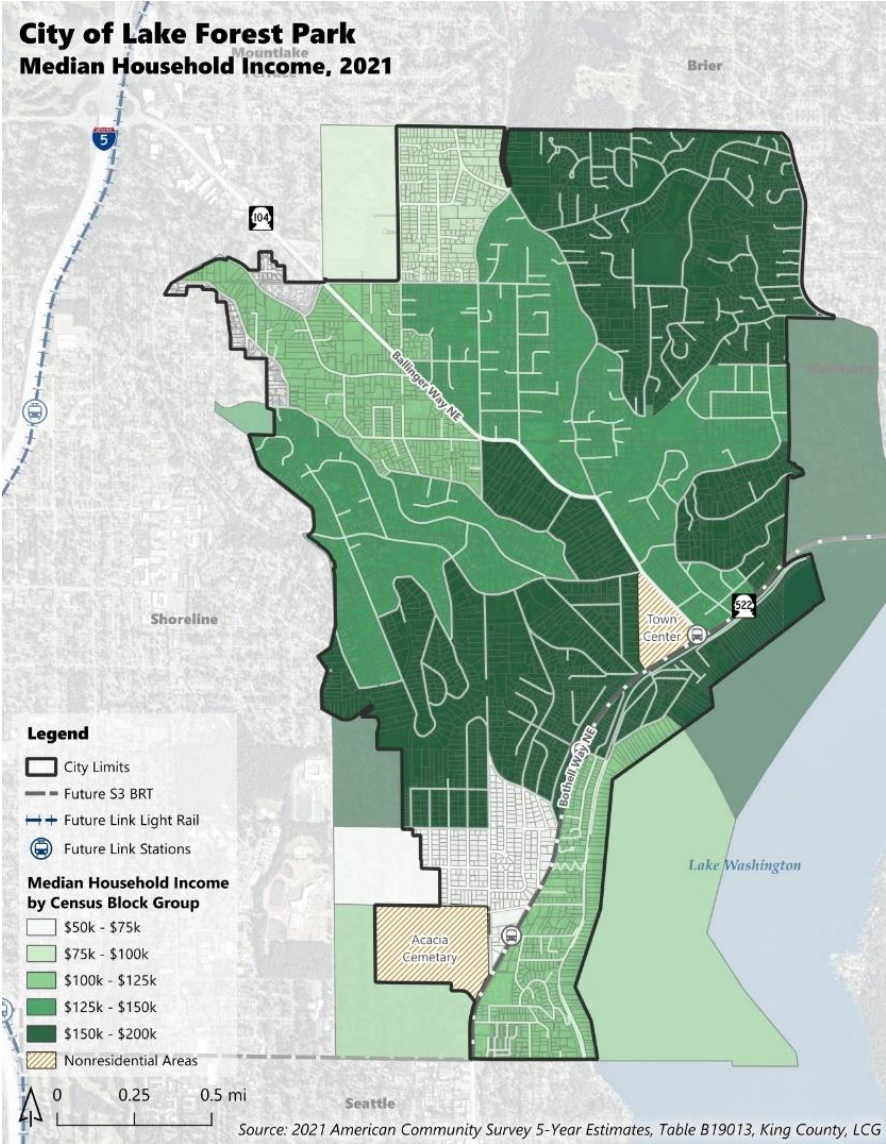 City of Lake Forest Park
Median Household Income, 2021
Mountlake
Brier
5
104
Ballinger Way NE
Shoreline
Town
Center
522
Bothell Way NE
Lake Washington
Acacia
Cemetary
Seattle
Legend
City Limits
Future S3 BRT
Future Link Light Rail
Future Link Stations
Median Household Income
by Census Block Group
$50k - $75k
$75k - $100k
$100k - $125k
$125k - $150k
$150k - $200k
Nonresidential Areas
0 0.25 0.5 mi
Source: 2021 American Community Survey 5-Year Estimates, Table B19013, King County, LCG